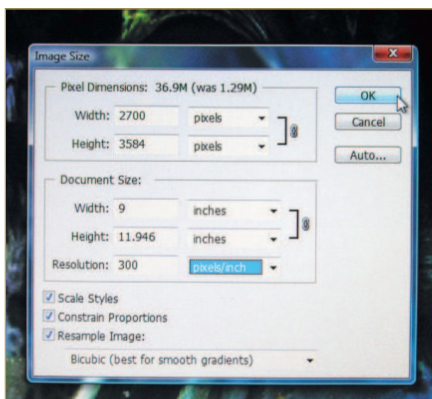 Image Size
Pixel Dimensions: 36.9M (was 1.29M)
Width: 2700 pixels
Height: 3584 pixels
OK
Cancel
Auto...
Document Size:
Width: 9 inches
Height: 11.946 inches
Resolution: 300 pixels/inch
Scale Styles
Constrain Proportions
Resample Image:
Bicubic (best for smooth gradients)